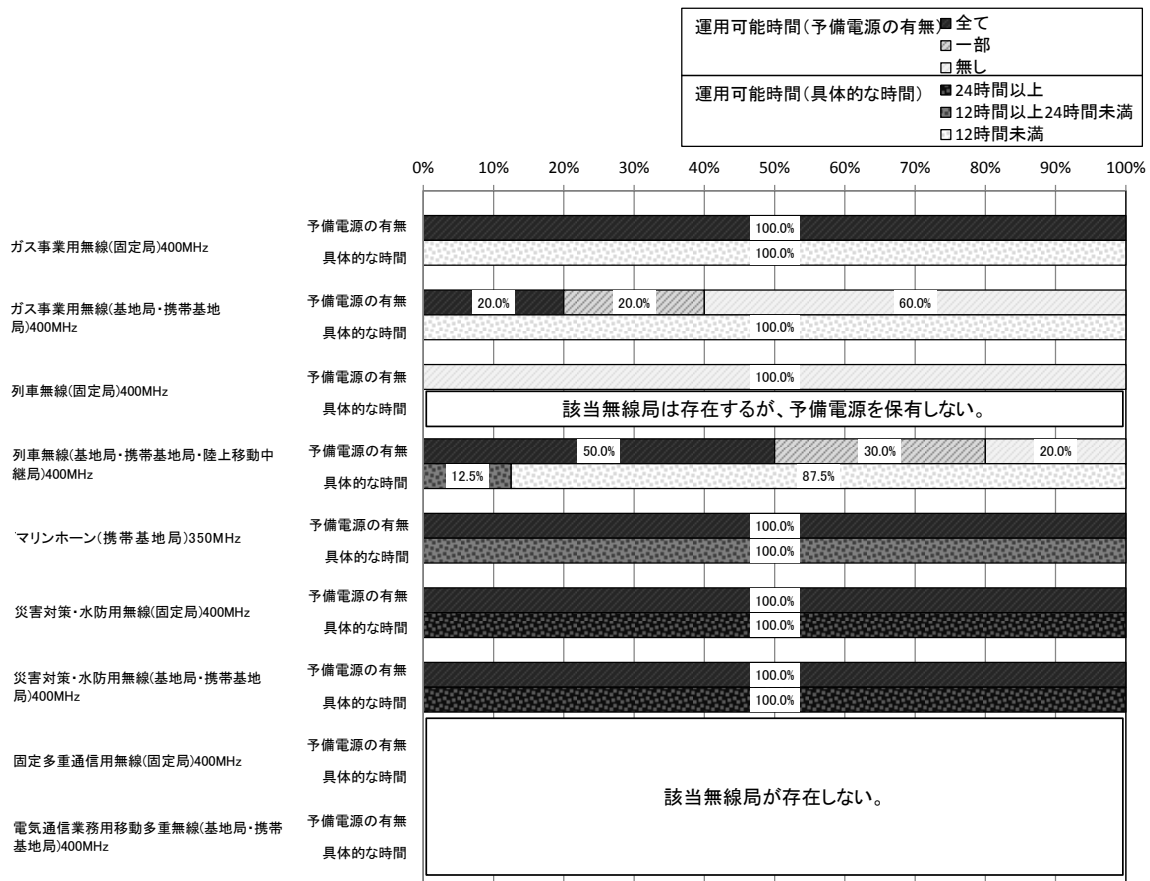 運用可能時間(予備電源の有無)
全て
一部
無し
運用可能時間(具体的な時間)
24時間以上
12時間以上24時間未満
12時間未満
0% 10% 20% 30% 40% 50% 60% 70% 80% 90% 100%
ガス事業用無線(固定局)400MHz
予備電源の有無
100.0%
具体的な時間
100.0%
ガス事業用無線(基地局・携帯基地
局)400MHz
予備電源の有無
20.0% 20.0% 60.0%
具体的な時間
100.0%
列車無線(固定局)400MHz
予備電源の有無
100.0%
具体的な時間
該当無線局は存在するが、予備電源を保有しない。
列車無線(基地局・携帯基地局・陸上移動中
継局)400MHz
予備電源の有無
50.0% 30.0% 20.0%
具体的な時間
12.5% 87.5%
マリンホーン(携帯基地局)350MHz
予備電源の有無
100.0%
具体的な時間
100.0%
災害対策・水防用無線(固定局)400MHz
予備電源の有無
100.0%
具体的な時間
100.0%
災害対策・水防用無線(基地局・携帯基地
局)400MHz
予備電源の有無
100.0%
具体的な時間
100.0%
固定多重通信用無線(固定局)400MHz
予備電源の有無
具体的な時間
該当無線局が存在しない。
電気通信業務用移動多重無線(基地局・携帯
基地局)400MHz
予備電源の有無
具体的な時間